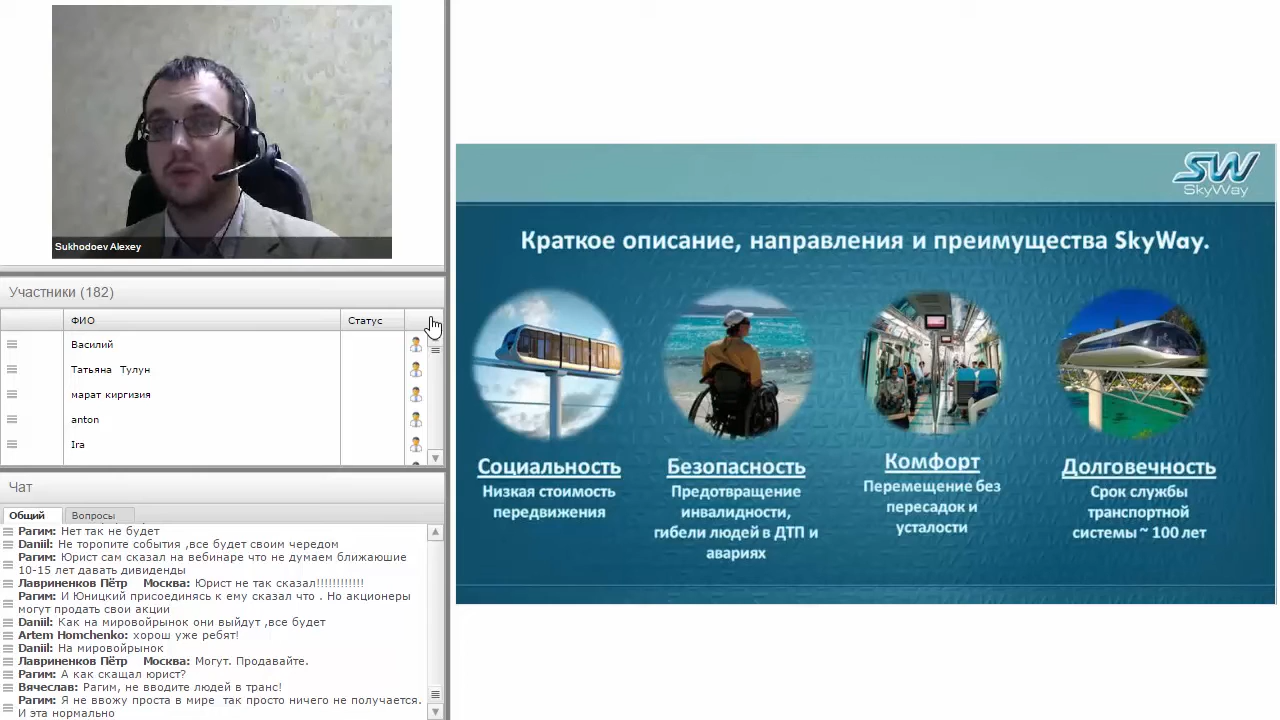 Sukhodoev Alexey
Участники (182)
ФИО Статус
Василий
Татьяна Тулун
марат киргизия
anton
Ira
Чат
Общий Вопросы
Рагим: Нет так не будет
Daniil: Не торопите события ,все будет своим чередом
Рагим: Юрист сам сказал на вебинаре что не думаем ближаюшие
10-15 лет давать дивиденды
Лавриненков Пётр Москва: Юрист не так сказал!!!!!!!!!!!!
Рагим: И Юницкий присоединясь к ему сказал что . Но акционеры
могут продать свои акции
Daniil: Как на мировойрынок они выйдут ,все будет
Artem Homchenko: хорош уже ребят!
Daniil: На мировойрынок
Лавриненков Пётр Москва: Могут. Продавайте.
Рагим: А как скащал юрист?
Вячеслав: Рагим, не вводите людей в транс!
Рагим: Я не ввожу проста в мире так просто ничего не получается.
И эта нормально
SW
SkyWay
Краткое описание, направления и преимущества SkyWay.
Социальность
Низкая стоимость
передвижения
Безопасность
Предотвращение
инвалидности,
гибели людей в ДТП и
авариях
Комфорт
Перемещение без
пересадок и
усталости
Долговечность
Срок службы
транспортной
системы ~ 100 лет